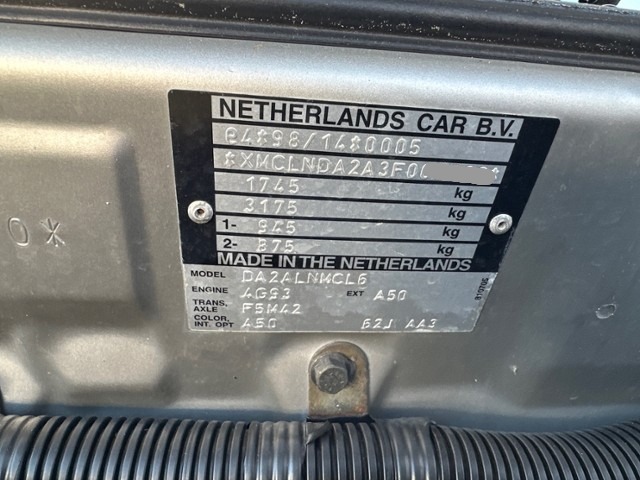 NETHERLANDS CAR B.V.
e4*98/14*0005
*XMCLNDA2A3F0
1745 kg
3175 kg
1- 945 kg
2- 875 kg
MADE IN THE NETHERLANDS
MODEL DA2ALNMCL6
ENGINE 4G93 EXT A50
TRANS, AXLE F5M42
COLOR, INT. OPT A50 62J AA3
0*